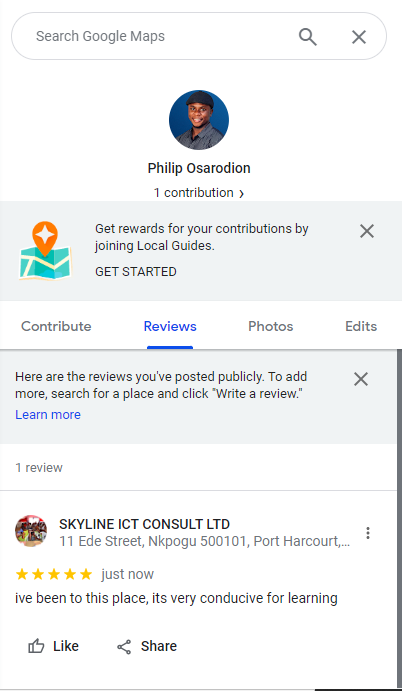 Search Google Maps
Philip Osarodion
1 contribution ›
Get rewards for your contributions by
joining Local Guides.
GET STARTED
Contribute Reviews Photos Edits
Here are the reviews you've posted publicly. To add
more, search for a place and click "Write a review."
Learn more
1 review
SKYLINE ICT CONSULT LTD
11 Ede Street, Nkpogu 500101, Port Harcourt,...
just now
ive been to this place, its very conducive for learning
Like Share